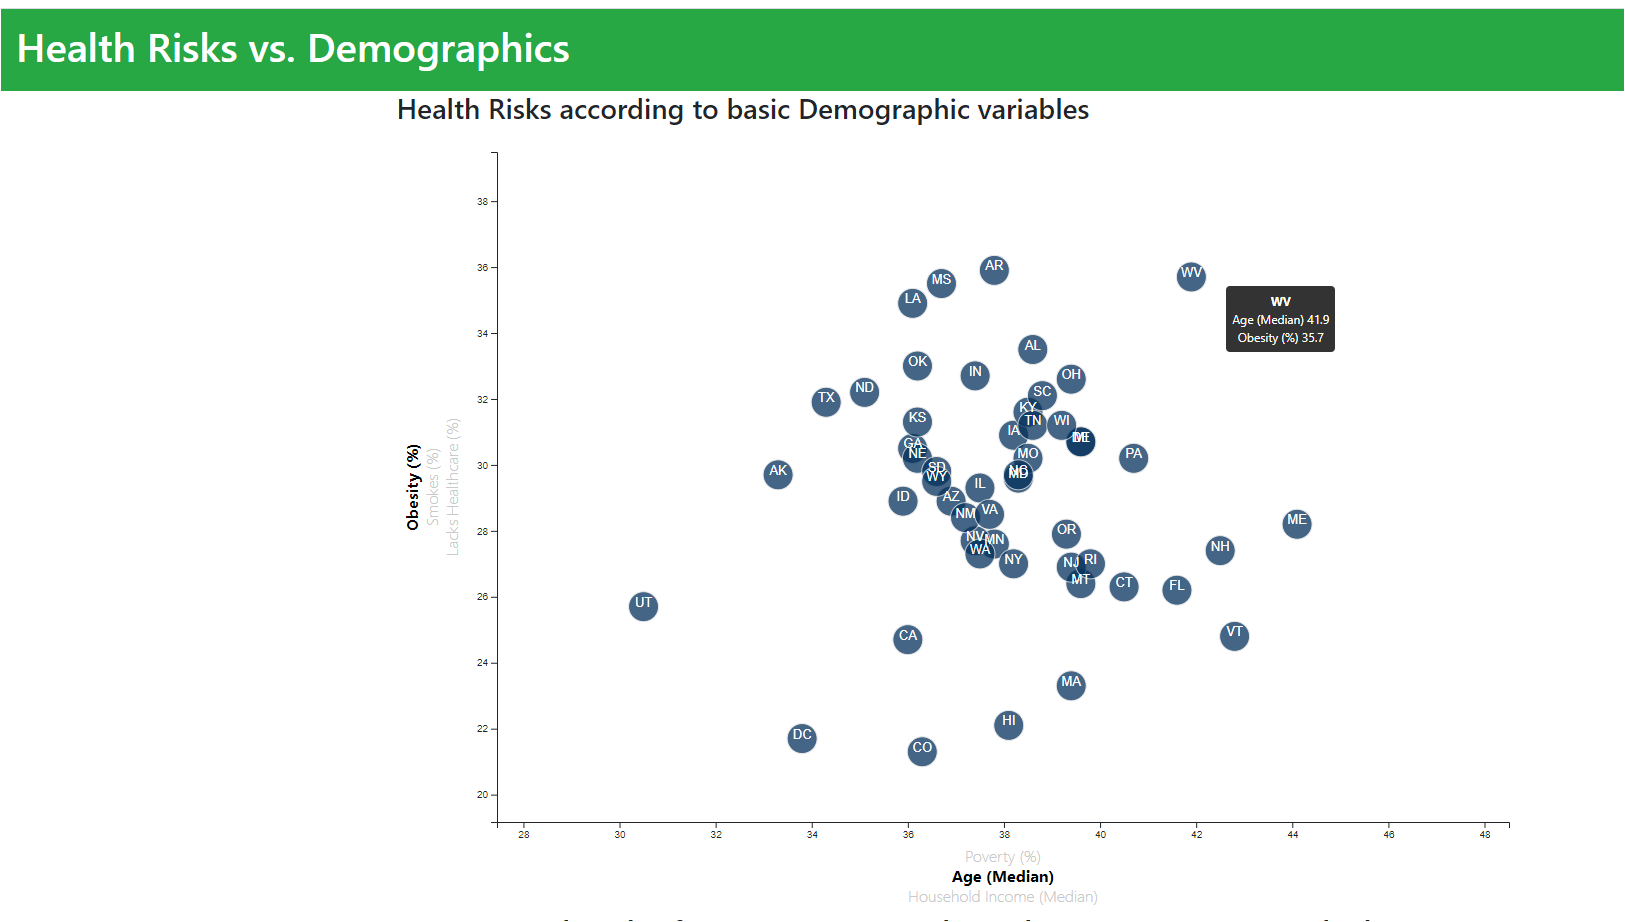 Health Risks vs. Demographics
Health Risks according to basic Demographic variables
38
36
34
32
30
28
26
24
22
20
Obesity (%)
Smokes (%)
Lacks Healthcare (%)
AR
WV
MS
LA
AL
OK
IN
OH
ND
SC
TX
KY
KS
TN
WI
IA
GA
NE
MO
PA
SD
AK
WY
MD
IL
ID
AZ
VA
NM
ME
OR
NV
MN
NH
WA
NY
NJ
RI
MT
CT
FL
UT
VT
CA
MA
HI
DC
CO
WV
Age (Median) 41.9
Obesity (%) 35.7
28
30
32
34
36
38
40
42
44
46
48
Poverty (%)
Age (Median)
Household Income (Median)